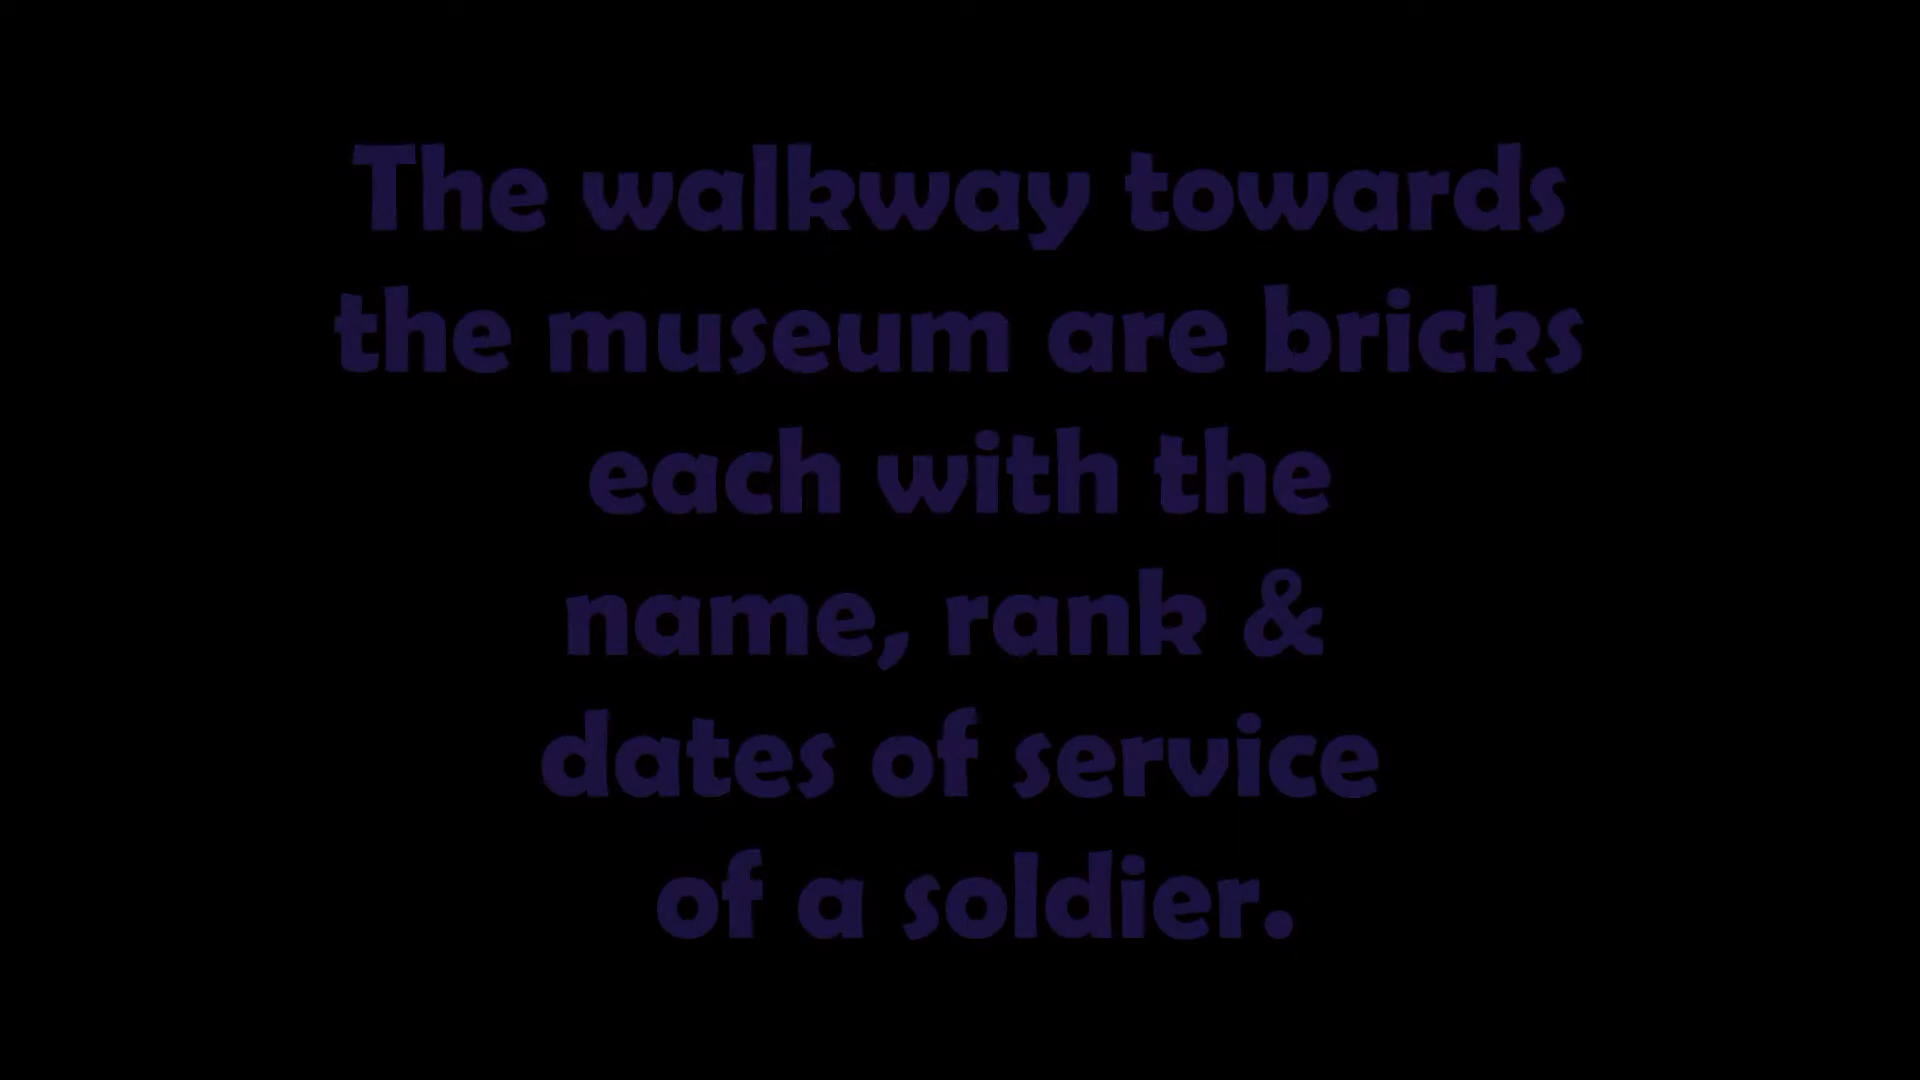 The walkway towards
the museum are bricks
each with the
name, rank &
dates of service
of a soldier.